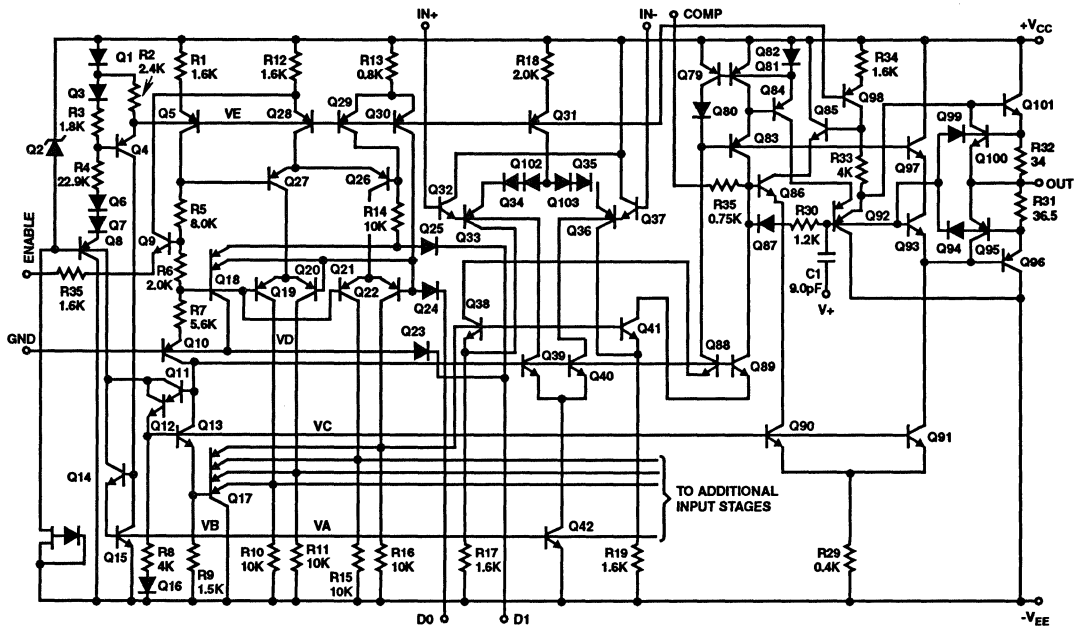 IN+
IN-
COMP
+VCC
Q1
R2
2.4K
R1
1.6K
R12
1.6K
R13
0.8K
R18
2.0K
Q82
Q81
Q79
R34
1.6K
Q3
R3
1.8K
Q5
VE
Q28
Q29
Q30
Q31
Q80
Q84
Q85
Q98
Q101
Q2
Q4
Q83
Q99
Q100
R32
34
R4
22.9K
Q27
Q26
Q102
Q35
Q34
Q103
Q32
Q33
Q36
Q37
R33
4K
Q97
Q86
R35
0.75K
OUT
R31
36.5
Q6
Q7
Q8
R5
8.0K
R14
10K
Q25
Q87
R30
1.2K
Q92
Q93
Q94
Q95
Q96
ENABLE
Q9
R6
2.0K
Q18
Q19
Q20
Q21
Q22
Q24
C1
9.0pF
V+
R35
1.6K
R7
5.6K
VD
Q38
Q41
GND
Q10
Q23
Q39
Q40
Q88
Q89
Q11
Q12
Q13
VC
Q90
Q91
Q14
Q17
TO ADDITIONAL
INPUT STAGES
VB
VA
Q42
Q15
R8
4K
Q16
R9
1.5K
R10
10K
R11
10K
R15
10K
R16
10K
R17
1.6K
R19
1.6K
R29
0.4K
D0
D1
-VEE